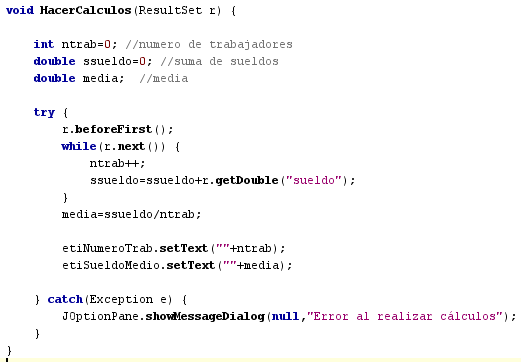 void HacerCalculos(ResultSet r) {
int ntrab=0; //numero de trabajadores
double ssueldo=0; //suma de sueldos
double media;  //media
try {
r.beforeFirst();
while(r.next()) {
ntrab++;
ssueldo=ssueldo+r.getDouble("sueldo");
}
media=ssueldo/ntrab;
etiNumeroTrab.setText(""+ntrab);
etiSueldoMedio.setText(""+media);
} catch(Exception e) {
JOptionPane.showMessageDialog(null,"Error al realizar cálculos");
}
}